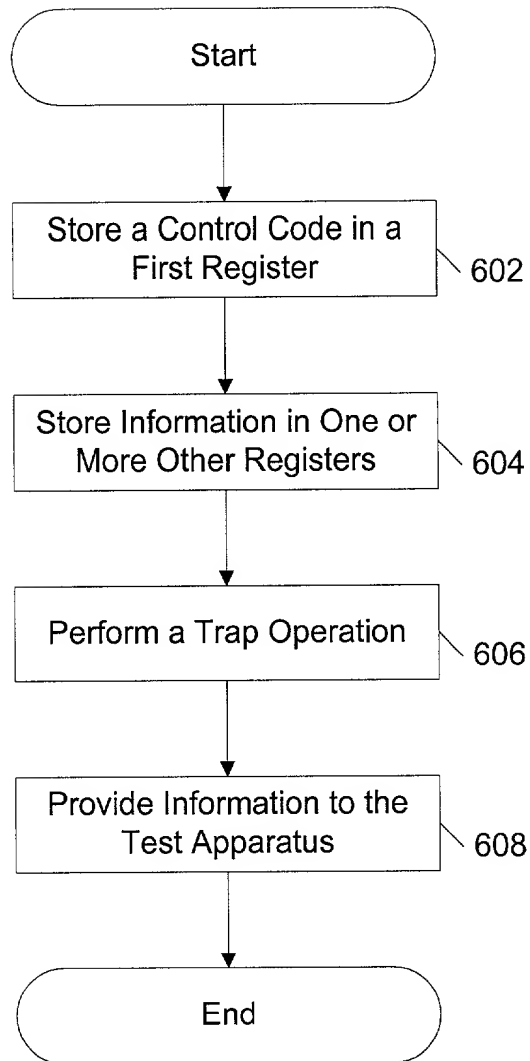 Start
Store a Control Code in a
First Register
602
Store Information in One or
More Other Registers
604
Perform a Trap Operation
606
Provide Information to the
Test Apparatus
608
End